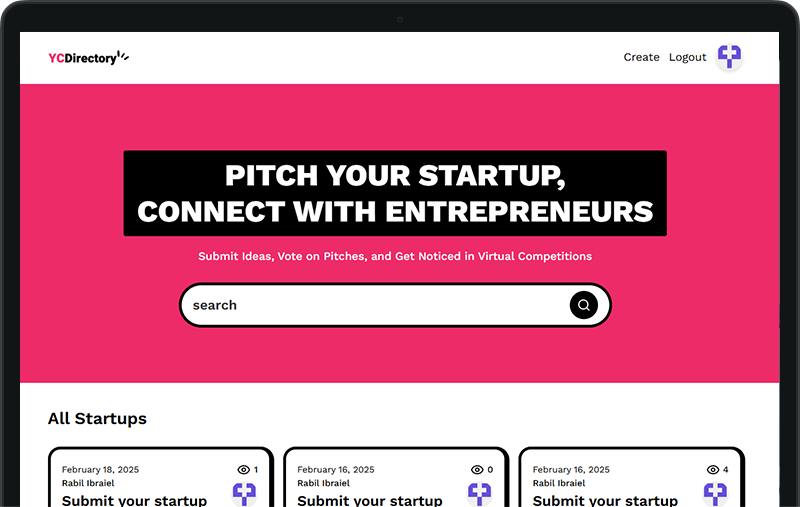 YCDirectory
Create Logout
PITCH YOUR STARTUP,
CONNECT WITH ENTREPRENEURS
Submit Ideas, Vote on Pitches, and Get Noticed in Virtual Competitions
search
All Startups
February 18, 2025 1
Rabil Ibraiel
Submit your startup
February 16, 2025 0
Rabil Ibraiel
Submit your startup
February 16, 2025 4
Rabil Ibraiel
Submit your startup